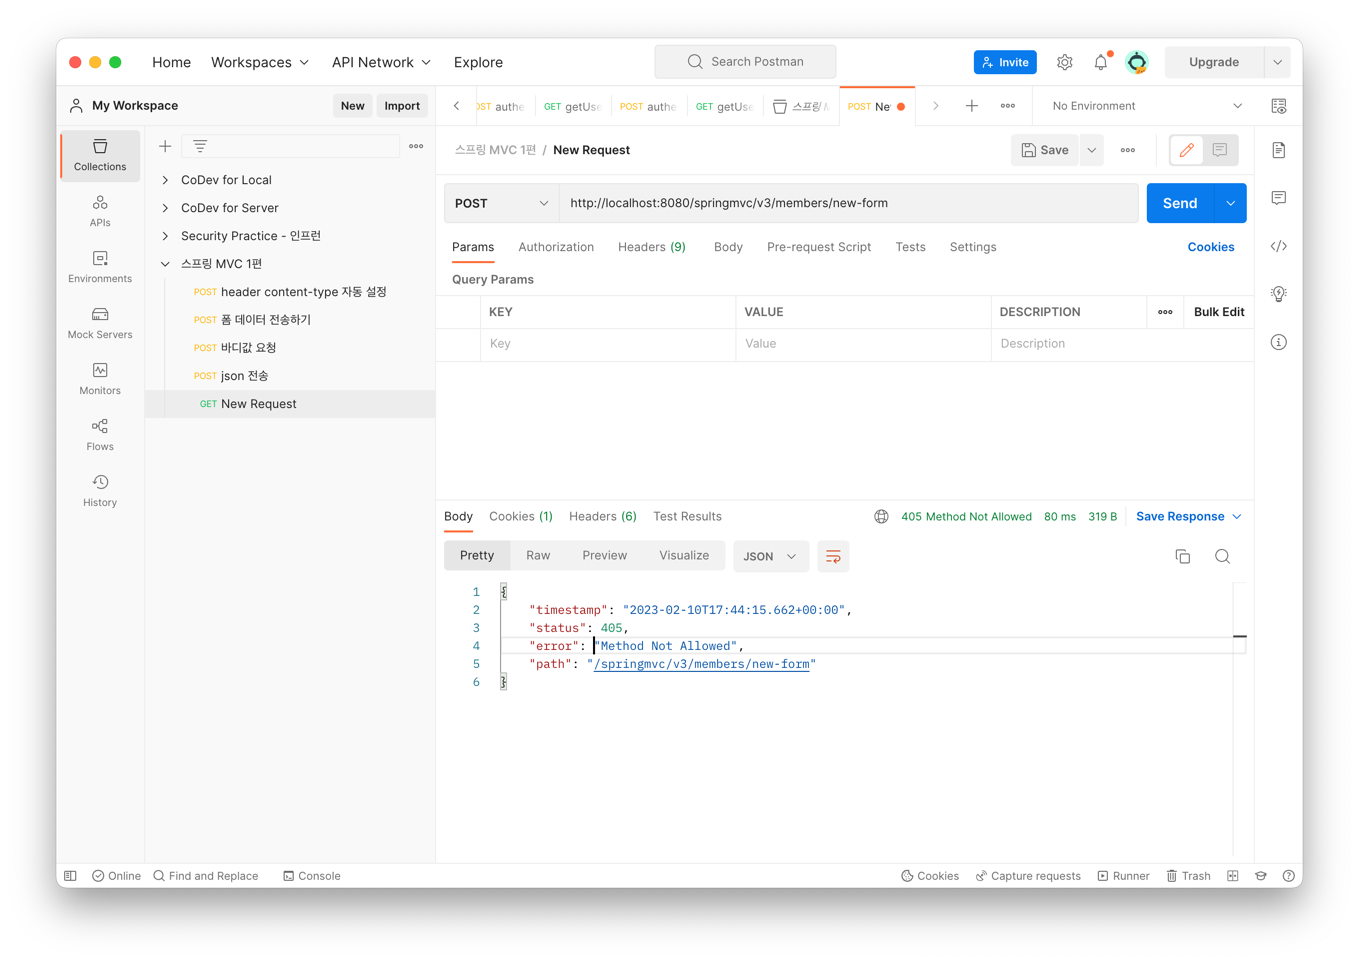 Home Workspaces API Network Explore Search Postman Invite Upgrade
My Workspace New Import OST authe GET getUse POST authe GET getUse 스프링 M POST Ne No Environment
Collections
APIs
Environments
Mock Servers
Monitors
Flows
History
CoDev for Local
CoDev for Server
Security Practice - 인프런
스프링 MVC 1편
POST header content-type 자동 설정
POST 폼 데이터 전송하기
POST 바디값 요청
POST json 전송
GET New Request
스프링 MVC 1편 / New Request Save
POST http://localhost:8080/springmvc/v3/members/new-form Send
Params Authorization Headers (9) Body Pre-request Script Tests Settings Cookies
Query Params
KEY VALUE DESCRIPTION Bulk Edit
Key Value Description
Body Cookies (1) Headers (6) Test Results 405 Method Not Allowed 80 ms 319 B Save Response
Pretty Raw Preview Visualize JSON
1 {
2 "timestamp": "2023-02-10T17:44:15.662+00:00",
3 "status": 405,
4 "error": "Method Not Allowed",
5 "path": "/springmvc/v3/members/new-form"
6 }
Online Find and Replace Console Cookies Capture requests Runner Trash